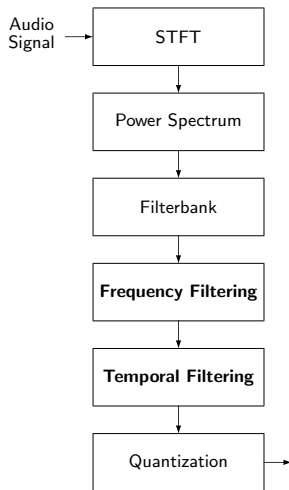 Audio
Signal
STFT
Power Spectrum
Filterbank
Frequency Filtering
Temporal Filtering
Quantization